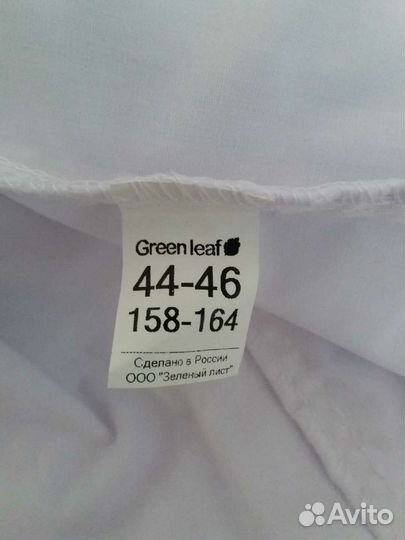 Green leaf
44-46
158-164
Сделано в России
ООО "Зеленый лист"
Avito